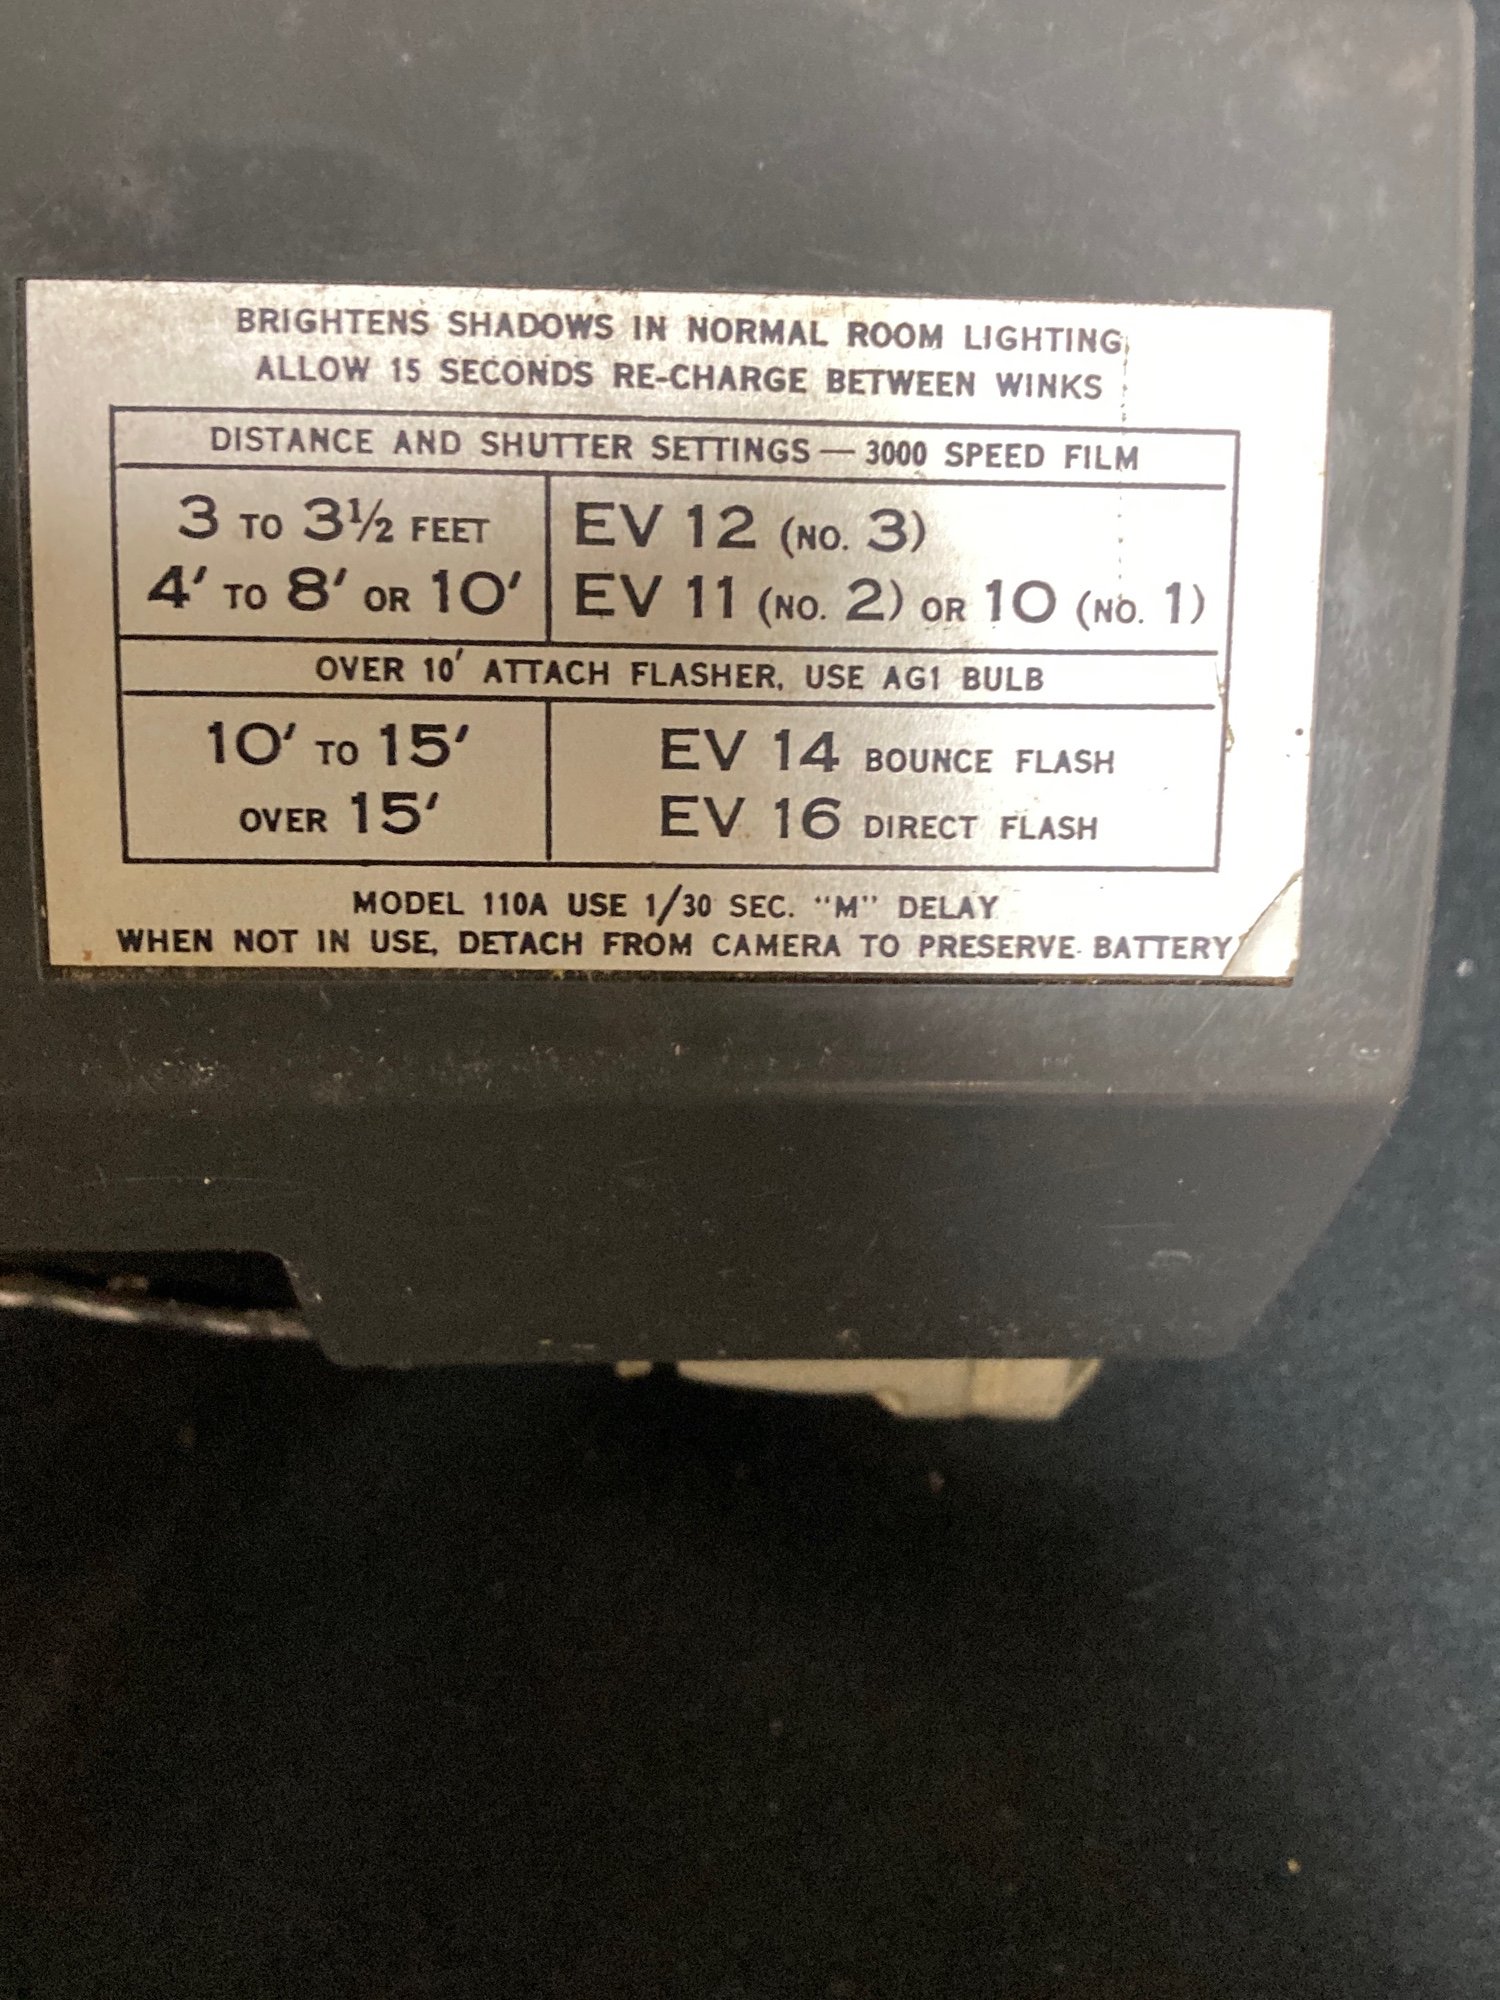 BRIGHTENS SHADOWS IN NORMAL ROOM LIGHTING
ALLOW 15 SECONDS RE-CHARGE BETWEEN WINKS
DISTANCE AND SHUTTER SETTINGS — 3000 SPEED FILM
3 TO 3½ FEET EV 12 (NO. 3)
4' TO 8' OR 10' EV 11 (NO. 2) OR 10 (NO. 1)
OVER 10' ATTACH FLASHER, USE AG1 BULB
10' TO 15' EV 14 BOUNCE FLASH
OVER 15' EV 16 DIRECT FLASH
MODEL 110A USE 1/30 SEC. "M" DELAY
WHEN NOT IN USE, DETACH FROM CAMERA TO PRESERVE BATTERY